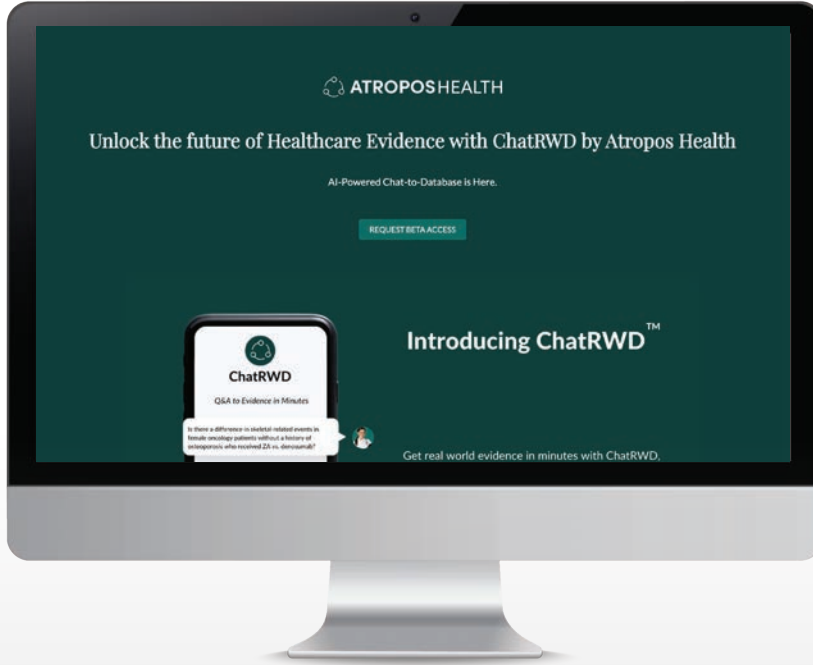 ATROPOSHEALTH
Unlock the future of Healthcare Evidence with ChatRWD by Atropos Health
AI-Powered Chat-to-Database is Here.
REQUEST BETA ACCESS
Introducing ChatRWD™
ChatRWD
Q&A to Evidence in Minutes
Is there a difference in skeletal-related events in
female oncology patients without a history of
osteoporosis who received ZA vs. denosumab?
Get real world evidence in minutes with ChatRWD,